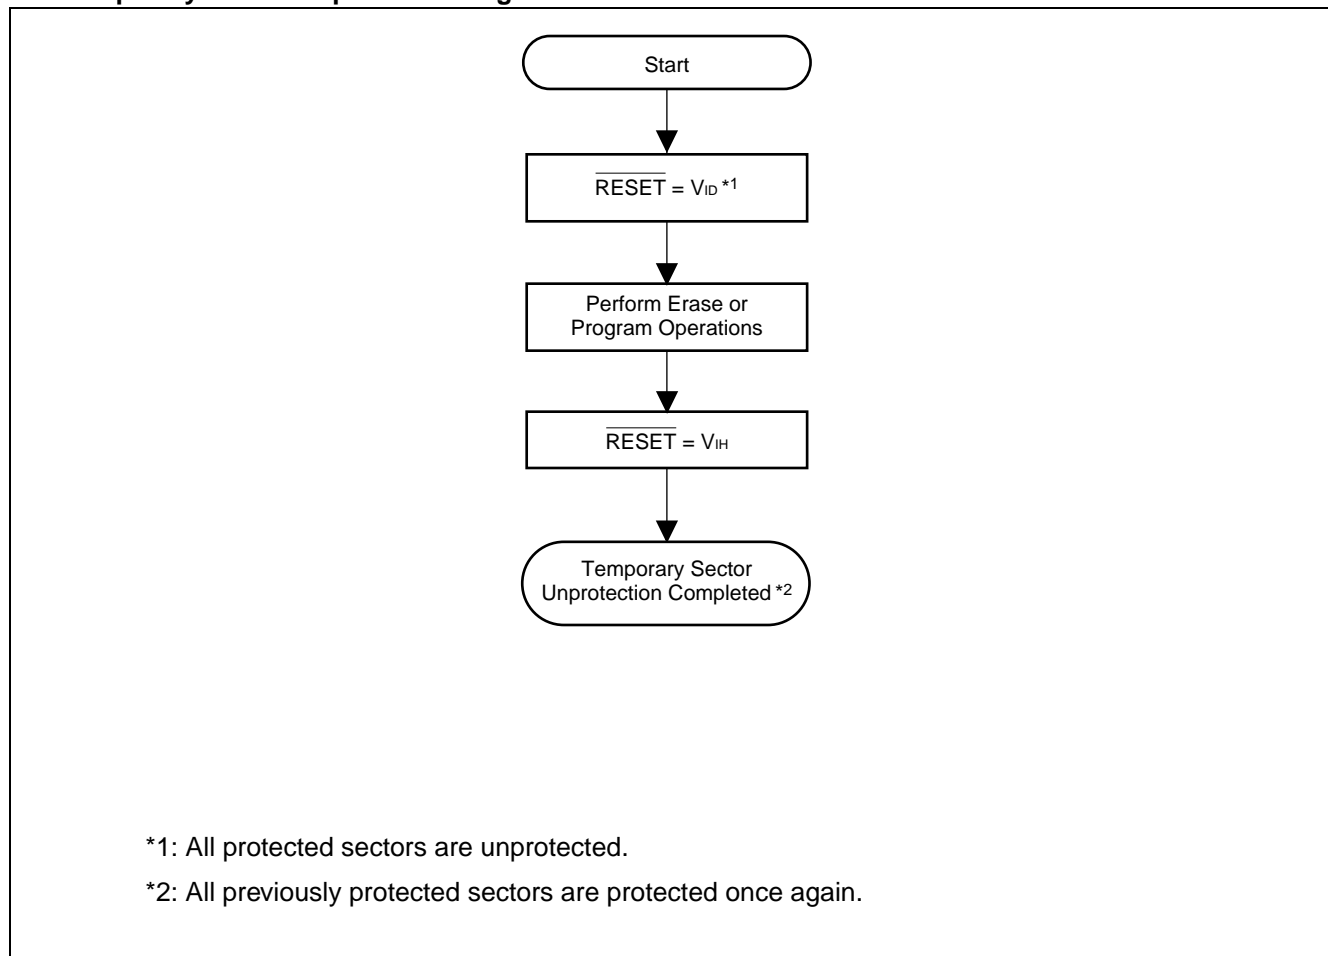 Start
RESET = VID *1
Perform Erase or
Program Operations
RESET = VIH
Temporary Sector
Unprotection Completed *2
*1: All protected sectors are unprotected.
*2: All previously protected sectors are protected once again.